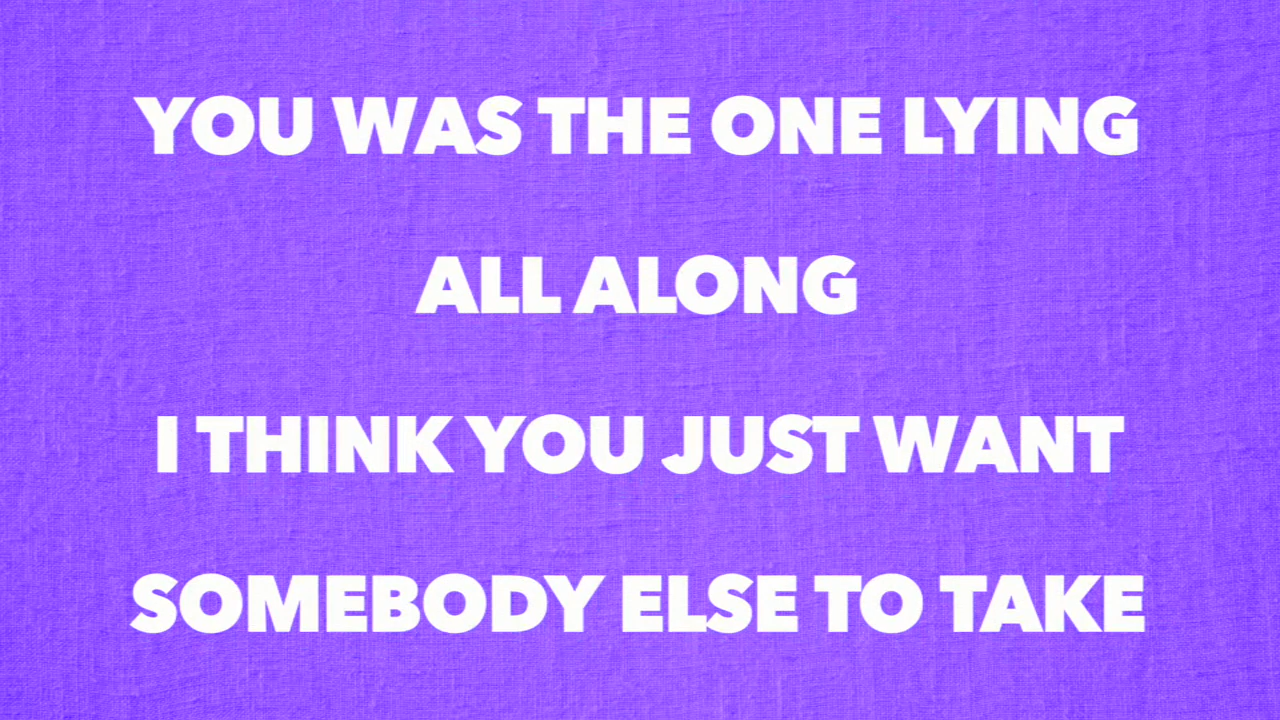 YOU WAS THE ONE LYING
ALL ALONG
I THINK YOU JUST WANT
SOMEBODY ELSE TO TAKE